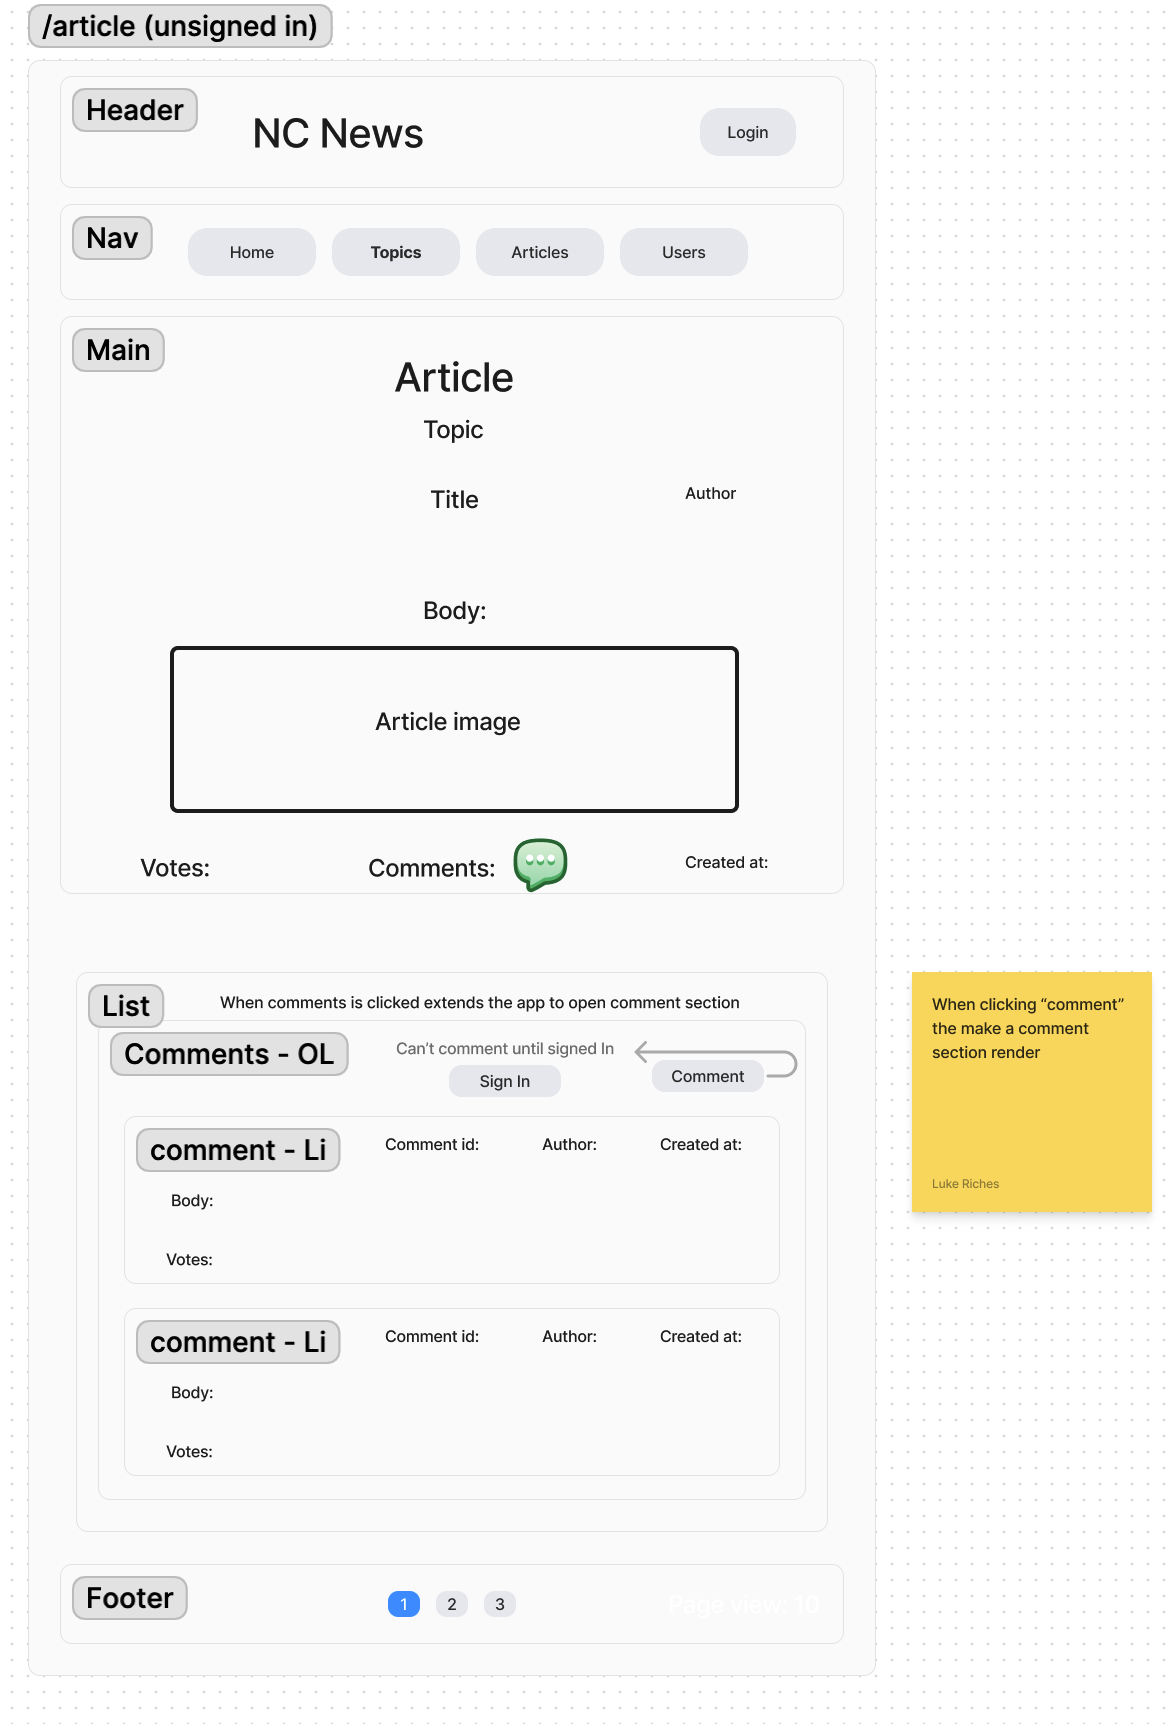 /article (unsigned in)
Header
NC News
Login
Nav
Home
Topics
Articles
Users
Main
Article
Topic
Title
Author
Body:
Article image
Votes:
Comments:
Created at:
List
When comments is clicked extends the app to open comment section
Comments - OL
Can’t comment until signed In
Sign In
Comment
comment - Li
Comment id:
Author:
Created at:
Body:
Votes:
comment - Li
Comment id:
Author:
Created at:
Body:
Votes:
Footer
1
2
3
Page view: 10
When clicking “comment”
the make a comment
section render
Luke Riches